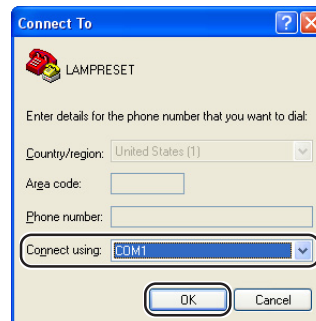 Connect To
LAMPRESET
Enter details for the phone number that you want to dial:
Country/region: United States (1)
Area code:
Phone number:
Connect using: COM1
OK Cancel